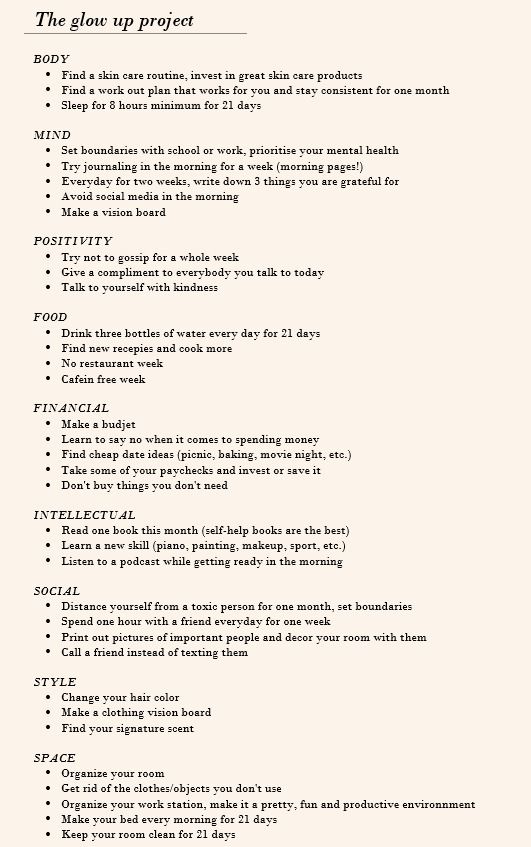 The glow up project
BODY
• Find a skin care routine, invest in great skin care products
• Find a work out plan that works for you and stay consistent for one month
• Sleep for 8 hours minimum for 21 days
MIND
• Set boundaries with school or work, prioritise your mental health
• Try journaling in the morning for a week (morning pages!)
• Everyday for two weeks, write down 3 things you are grateful for
• Avoid social media in the morning
• Make a vision board
POSITIVITY
• Try not to gossip for a whole week
• Give a compliment to everybody you talk to today
• Talk to yourself with kindness
FOOD
• Drink three bottles of water every day for 21 days
• Find new recepies and cook more
• No restaurant week
• Cafein free week
FINANCIAL
• Make a budjet
• Learn to say no when it comes to spending money
• Find cheap date ideas (picnic, baking, movie night, etc.)
• Take some of your paychecks and invest or save it
• Don't buy things you don't need
INTELLECTUAL
• Read one book this month (self-help books are the best)
• Learn a new skill (piano, painting, makeup, sport, etc.)
• Listen to a podcast while getting ready in the morning
SOCIAL
• Distance yourself from a toxic person for one month, set boundaries
• Spend one hour with a friend everyday for one week
• Print out pictures of important people and decor your room with them
• Call a friend instead of texting them
STYLE
• Change your hair color
• Make a clothing vision board
• Find your signature scent
SPACE
• Organize your room
• Get rid of the clothes/objects you don't use
• Organize your work station, make it a pretty, fun and productive environnment
• Make your bed every morning for 21 days
• Keep your room clean for 21 days